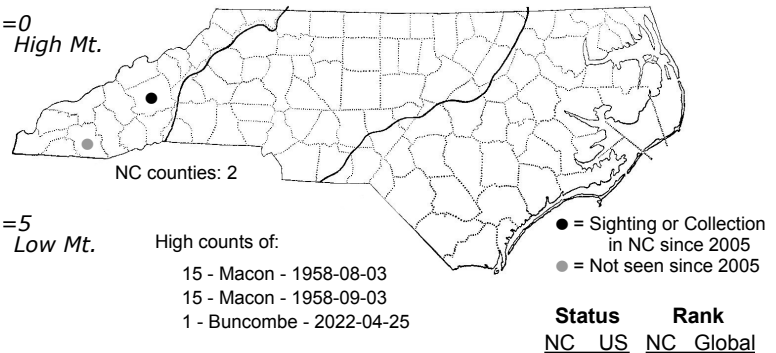 =0
High Mt.
NC counties: 2
=5
Low Mt.
High counts of:
15 - Macon - 1958-08-03
15 - Macon - 1958-09-03
1 - Buncombe - 2022-04-25
● = Sighting or Collection
in NC since 2005
● = Not seen since 2005
Status Rank
NC US NC Global